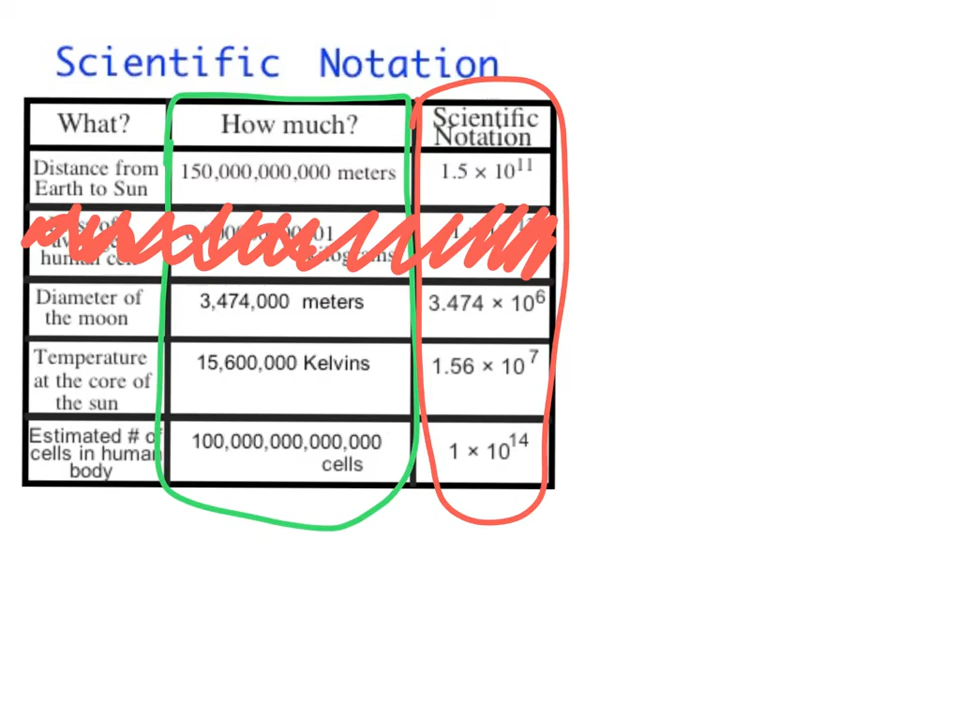 Scientific Notation
What?
How much?
Scientific
Notation
Distance from
Earth to Sun
150,000,000,000 meters
1.5 × 10¹¹
of
human
Diameter of
the moon
3,474,000 meters
3.474 × 10⁶
Temperature
at the core of
the sun
15,600,000 Kelvins
1.56 × 10⁷
Estimated # of
cells in human
body
100,000,000,000,000
cells
1 × 10¹⁴